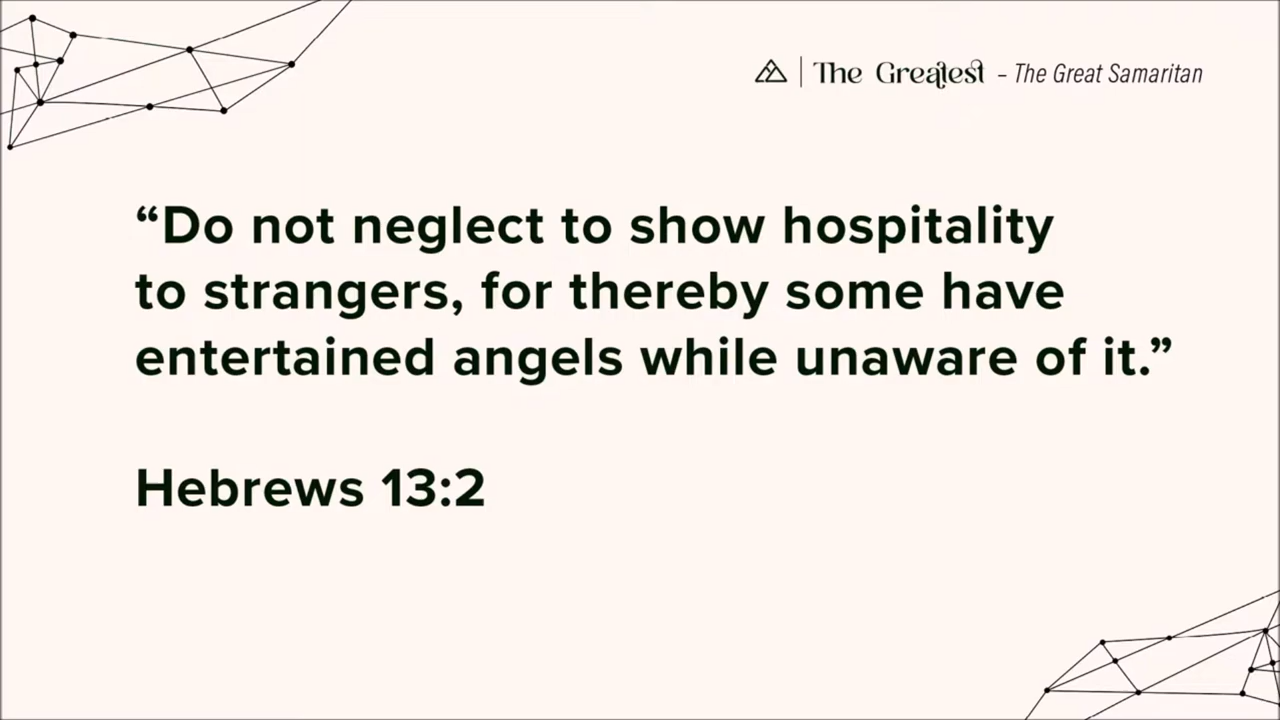 The Greatest – The Great Samaritan
“Do not neglect to show hospitality
to strangers, for thereby some have
entertained angels while unaware of it.”
Hebrews 13:2